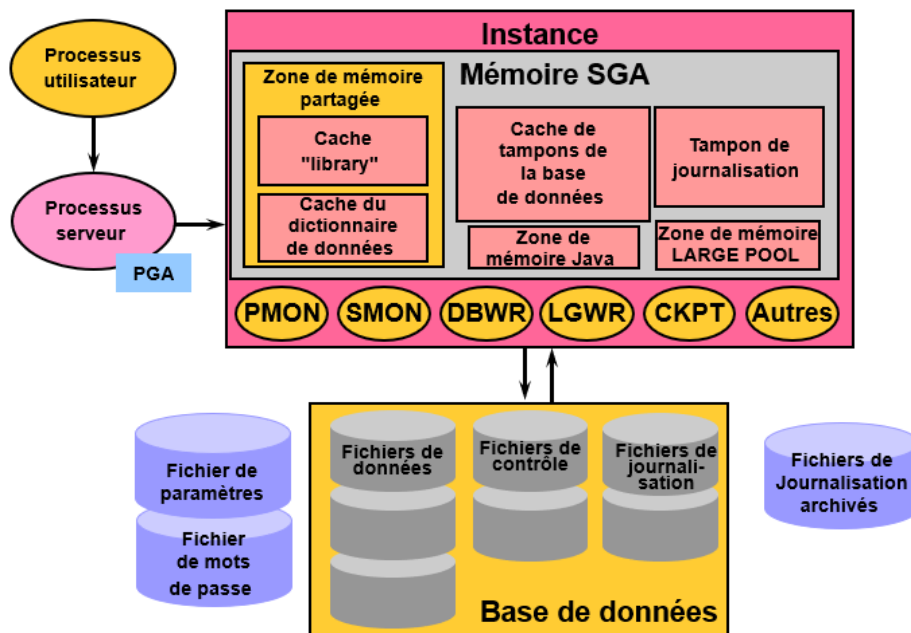 Processus
utilisateur
Processus
serveur
PGA
Instance
Mémoire SGA
Zone de mémoire
partagée
Cache
"library"
Cache du
dictionnaire
de données
Cache de
tampons de
la base
de données
Tampon de
journalisation
Zone de
mémoire Java
Zone de mémoire
LARGE POOL
PMON
SMON
DBWR
LGWR
CKPT
Autres
Fichier de
paramètres
Fichier
de mots
de passe
Fichiers de
données
Fichiers de
contrôle
Fichiers de
journali-
sation
Base de données
Fichiers de
Journalisation
archivés